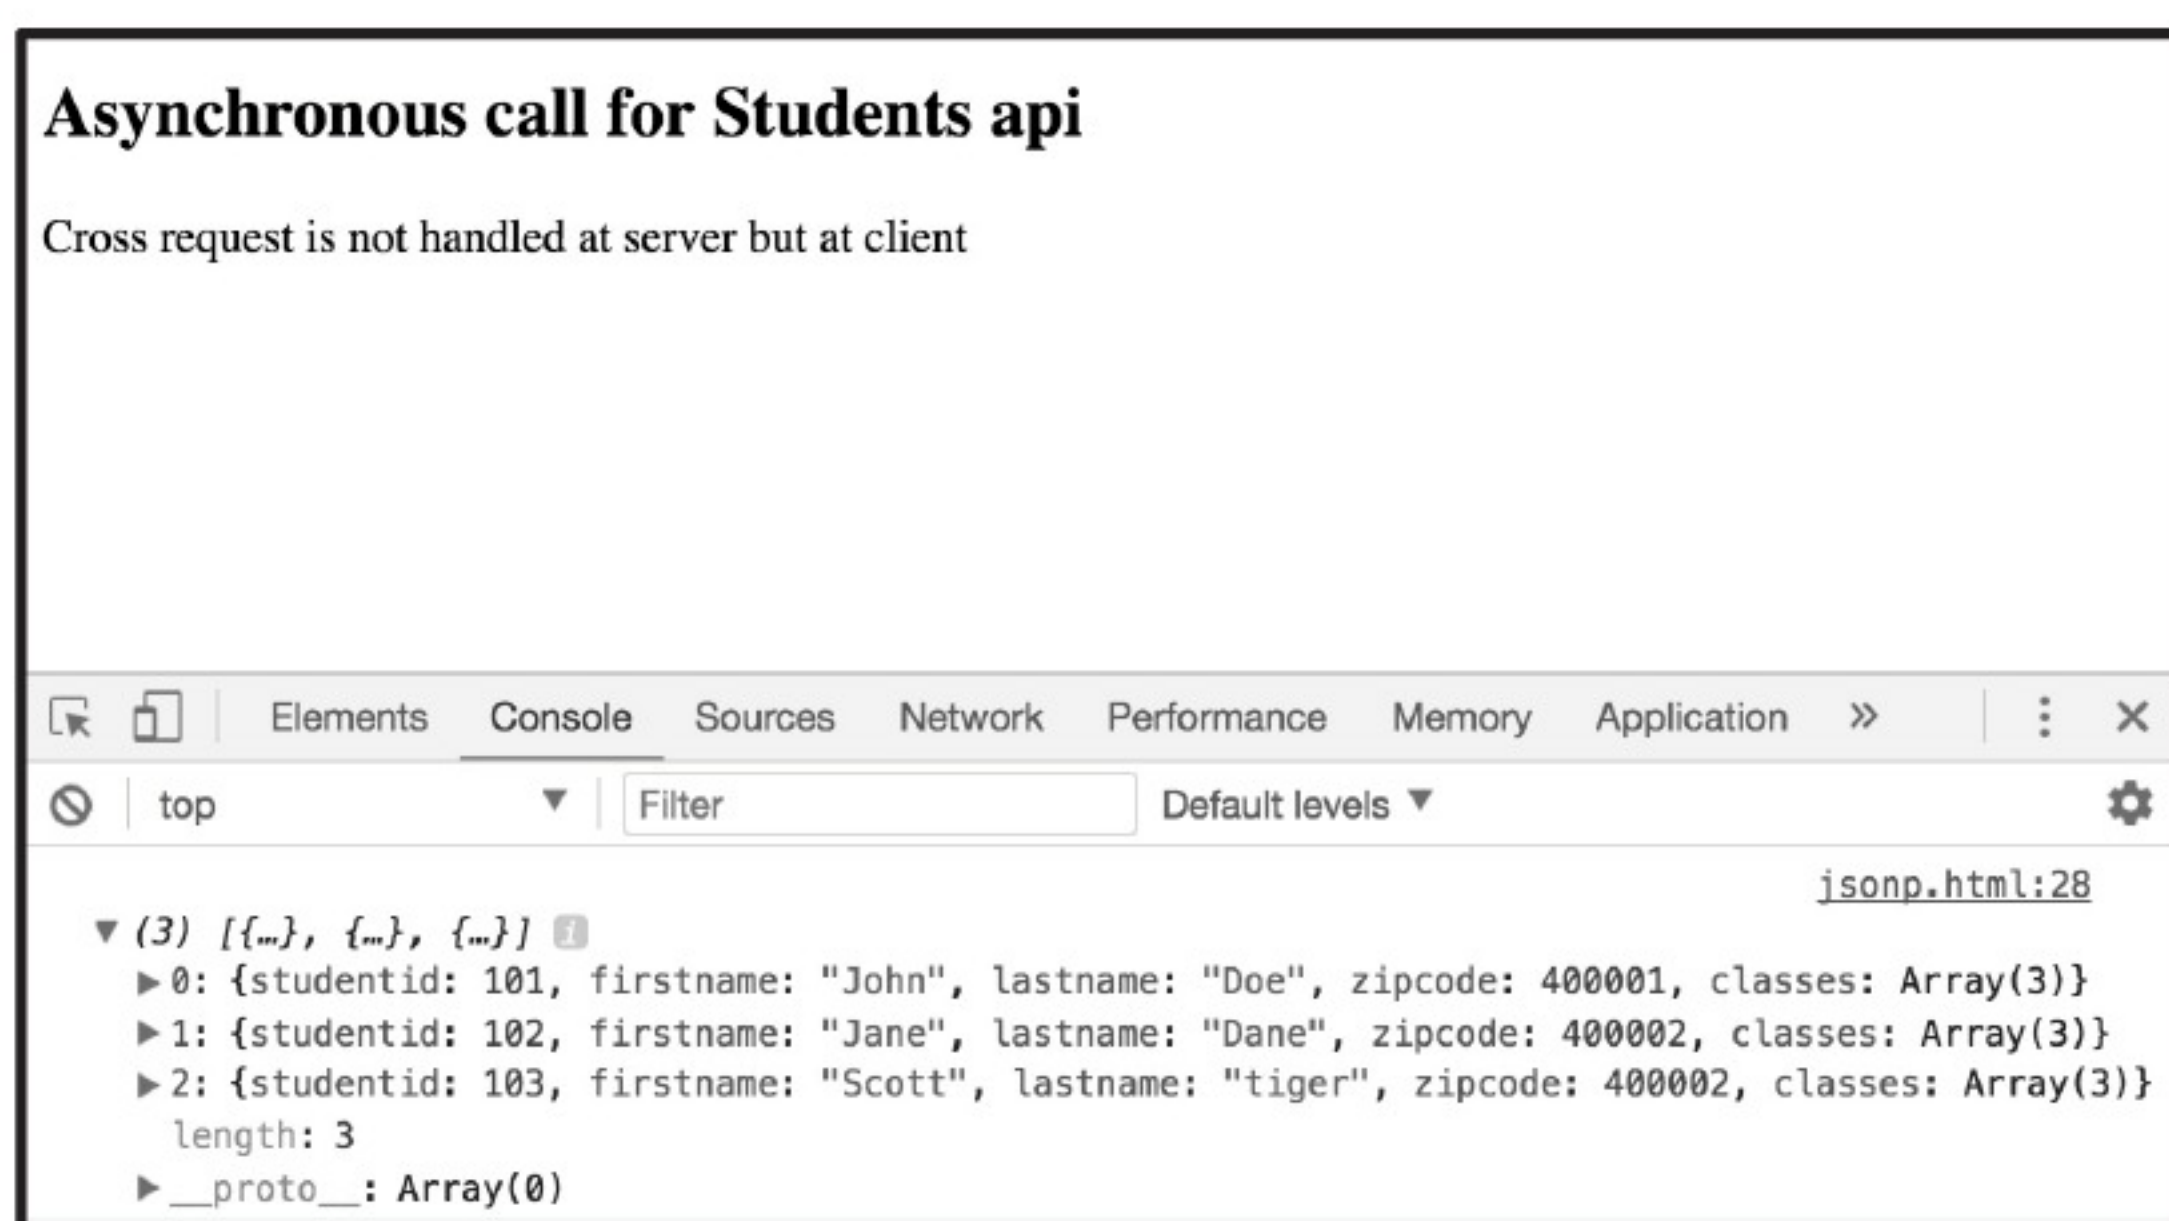 Asynchronous call for Students api
Cross request is not handled at server but at client
Elements Console Sources Network Performance Memory Application »
top ▼ Filter Default levels ▼
jsonp.html:28
▼ (3) [{…}, {…}, {…}] i
▶ 0: {studentid: 101, firstname: "John", lastname: "Doe", zipcode: 400001, classes: Array(3)}
▶ 1: {studentid: 102, firstname: "Jane", lastname: "Dane", zipcode: 400002, classes: Array(3)}
▶ 2: {studentid: 103, firstname: "Scott", lastname: "tiger", zipcode: 400002, classes: Array(3)}
length: 3
▶ __proto__: Array(0)